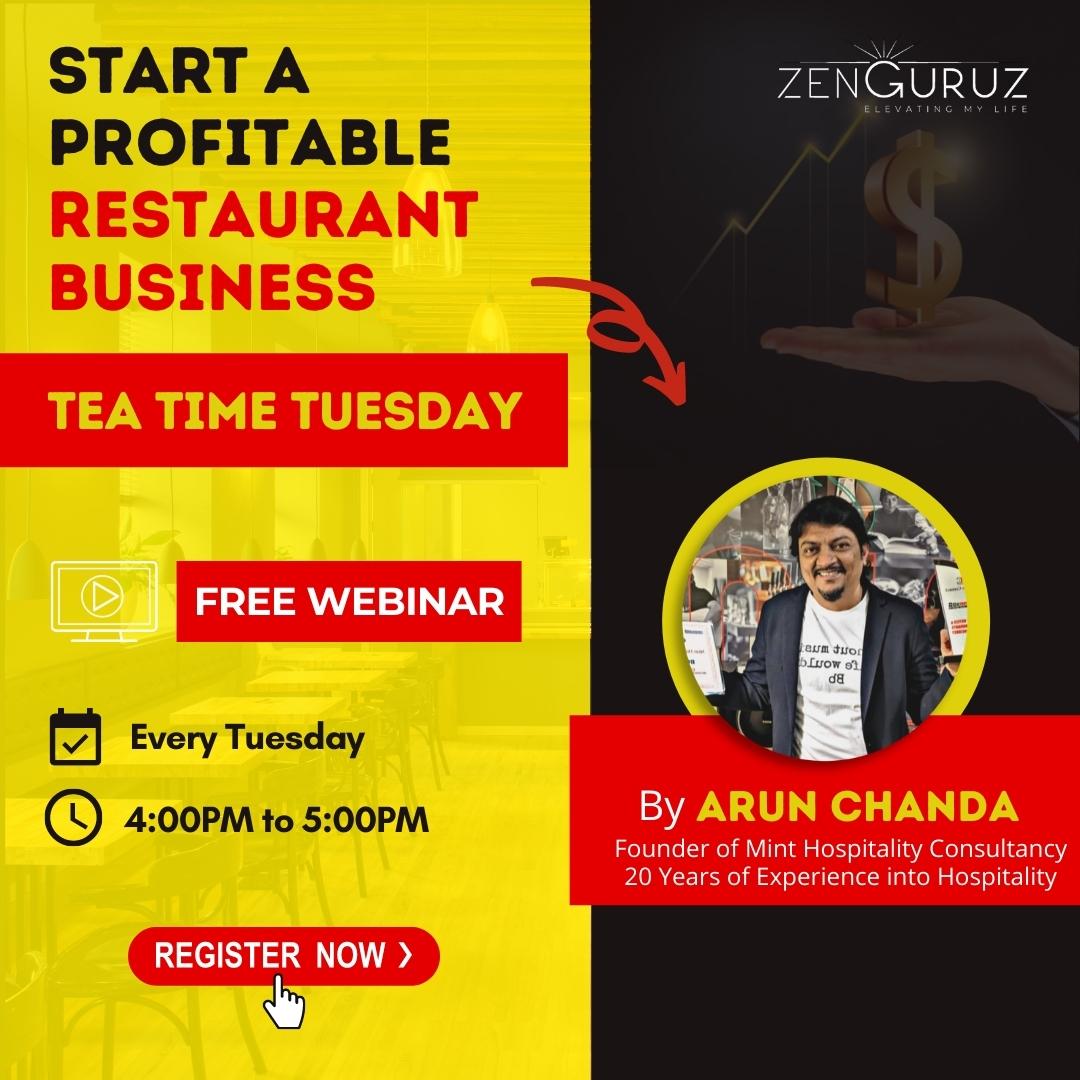 START A
PROFITABLE
RESTAURANT
BUSINESS
ZENGURUZ
ELEVATING MY LIFE
TEA TIME TUESDAY
FREE WEBINAR
Every Tuesday
4:00PM to 5:00PM
REGISTER NOW ❯
By ARUN CHANDA
Founder of Mint Hospitality Consultancy
20 Years of Experience into Hospitality